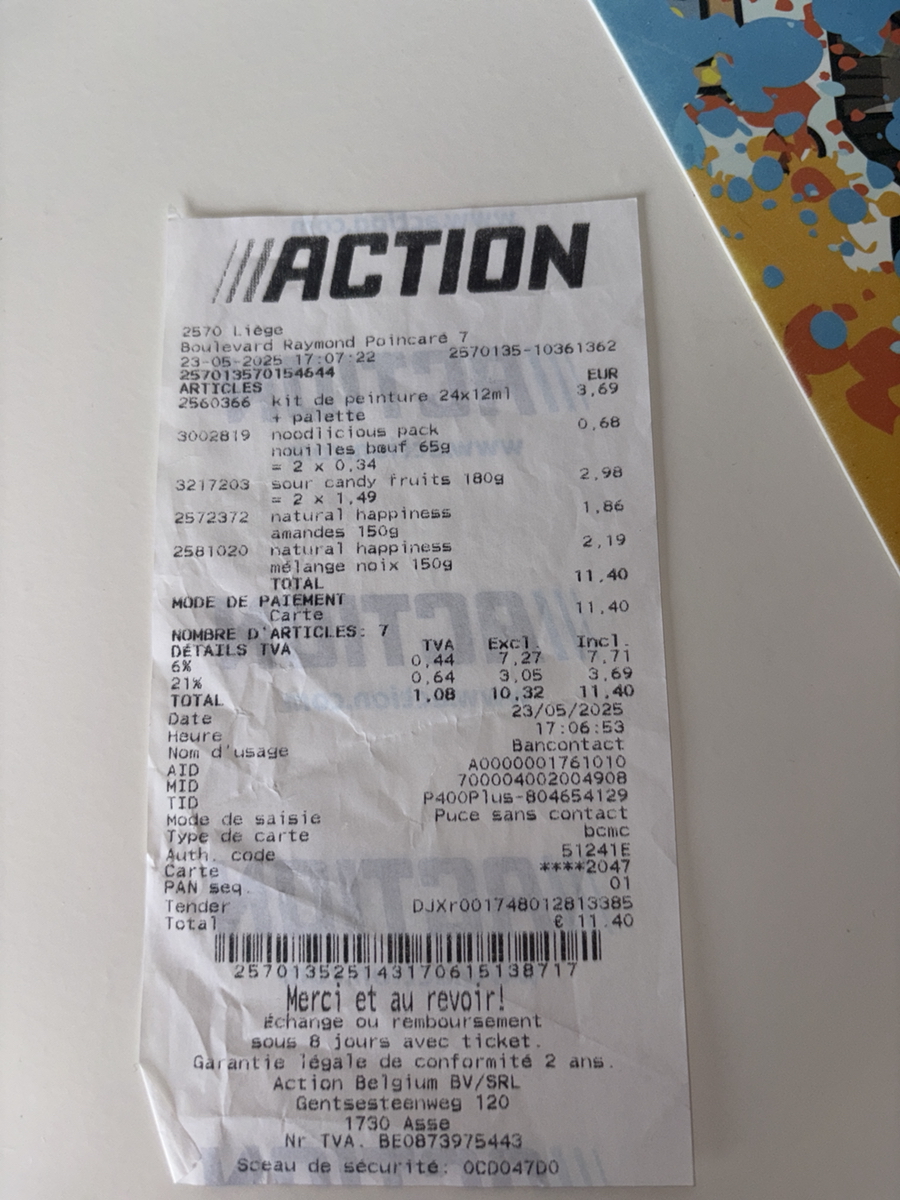 ACTION
2570 Liège
Boulevard Raymond Poincaré 7
23-05-2025 17:07:22 2570135-10361362
257013570154644
ARTICLES EUR
2560366 kit de peinture 24x12ml 3,69
+ palette
3002819 noodlicious pack 0,68
nouilles bœuf 65g
= 2 x 0,34
3217203 sour candy fruits 180g 2,98
= 2 x 1,49
2572372 natural happiness 1,86
amandes 150g
2581020 natural happiness 2,19
mélange noix 150g
TOTAL 11,40
MODE DE PAIEMENT
Carte 11,40
NOMBRE D'ARTICLES: 7
DÉTAILS TVA TVA Excl. Incl.
6% 0,44 7,27 7,71
21% 0,64 3,05 3,69
TOTAL 1,08 10,32 11,40
Date 23/05/2025
Heure 17:06:53
Nom d'usage Bancontact
AID A0000001761010
MID 700004002004908
TID P400Plus-804654129
Mode de saisie Puce sans contact
Type de carte bcmc
Auth. code 51241E
Carte ****2047
PAN seq. 01
Tender DJXr001748012813385
Total € 11.40
257013525143170615138717
Merci et au revoir!
Échange ou remboursement
sous 8 jours avec ticket.
Garantie légale de conformité 2 ans.
Action Belgium BV/SRL
Gentsesteenweg 120
1730 Asse
Nr TVA. BE0873975443
Sceau de sécurité: 0CD047D0